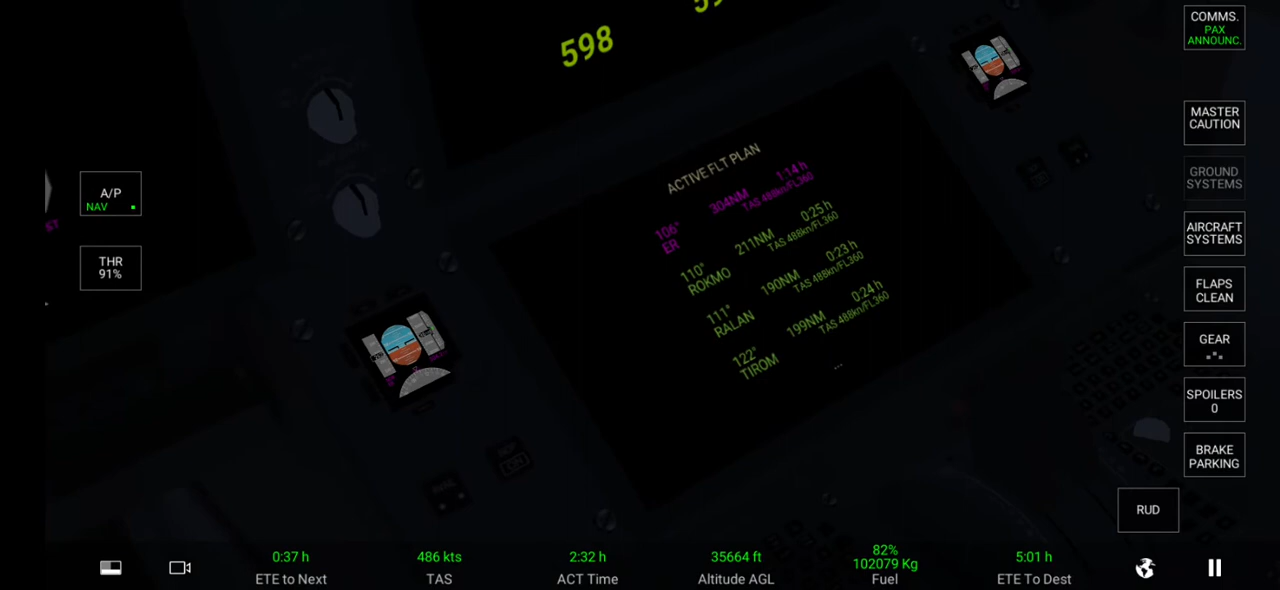 598
COMMS.
PAX
ANNOUNC.
MASTER
CAUTION
A/P
NAV
GROUND
SYSTEMS
ACTIVE FLT PLAN
106° 304NM 1:14 h
ER TAS 488kn/FL360
110° 211NM 0:25 h
ROKMO TAS 488kn/FL360
111° 190NM 0:23 h
RALAN TAS 488kn/FL360
122° 199NM 0:24 h
TIROM TAS 488kn/FL360
...
THR
91%
AIRCRAFT
SYSTEMS
FLAPS
CLEAN
GEAR
SPOILERS
0
BRAKE
PARKING
RUD
0:37 h
ETE to Next
486 kts
TAS
2:32 h
ACT Time
35664 ft
Altitude AGL
82%
102079 Kg
Fuel
5:01 h
ETE To Dest